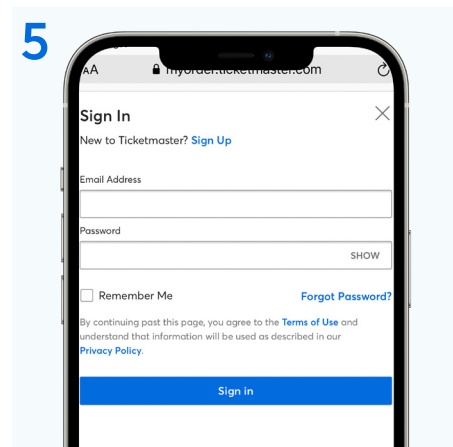 5
AA myorder.ticketmaster.com
Sign In
New to Ticketmaster? Sign Up
Email Address
Password
SHOW
Remember Me Forgot Password?
By continuing past this page, you agree to the Terms of Use and
understand that information will be used as described in our
Privacy Policy.
Sign in